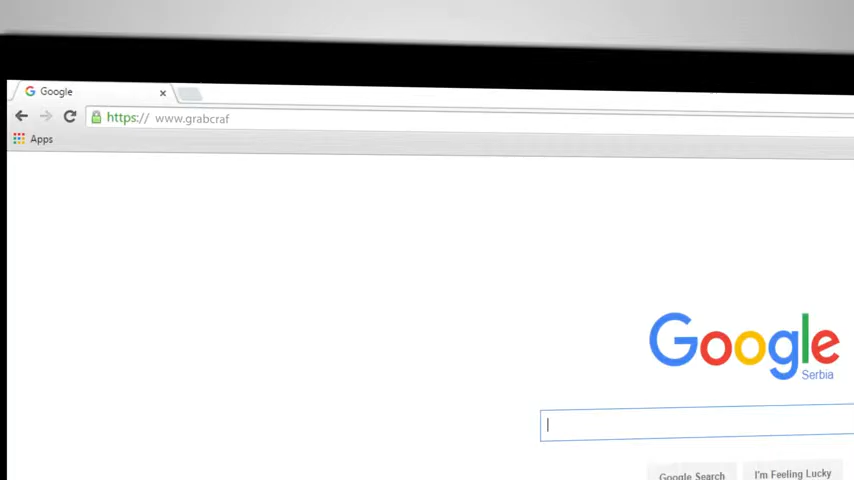 Google
https:// www.grabcraf
Apps
Google
Serbia
Google Search
I'm Feeling Lucky